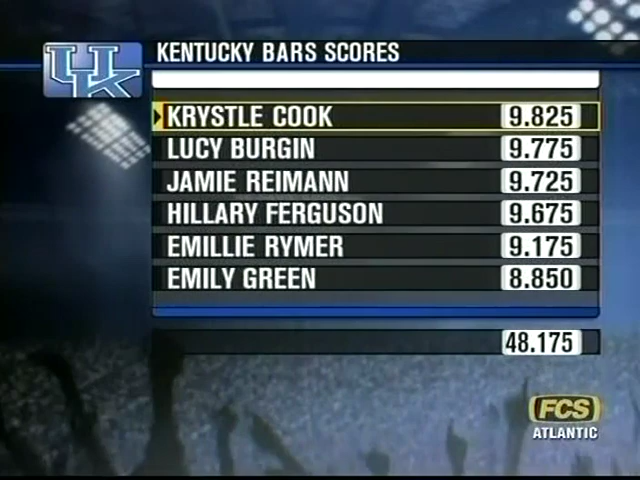 UK
KENTUCKY BARS SCORES
KRYSTLE COOK 9.825
LUCY BURGIN 9.775
JAMIE REIMANN 9.725
HILLARY FERGUSON 9.675
EMILLIE RYMER 9.175
EMILY GREEN 8.850
48.175
FCS
ATLANTIC